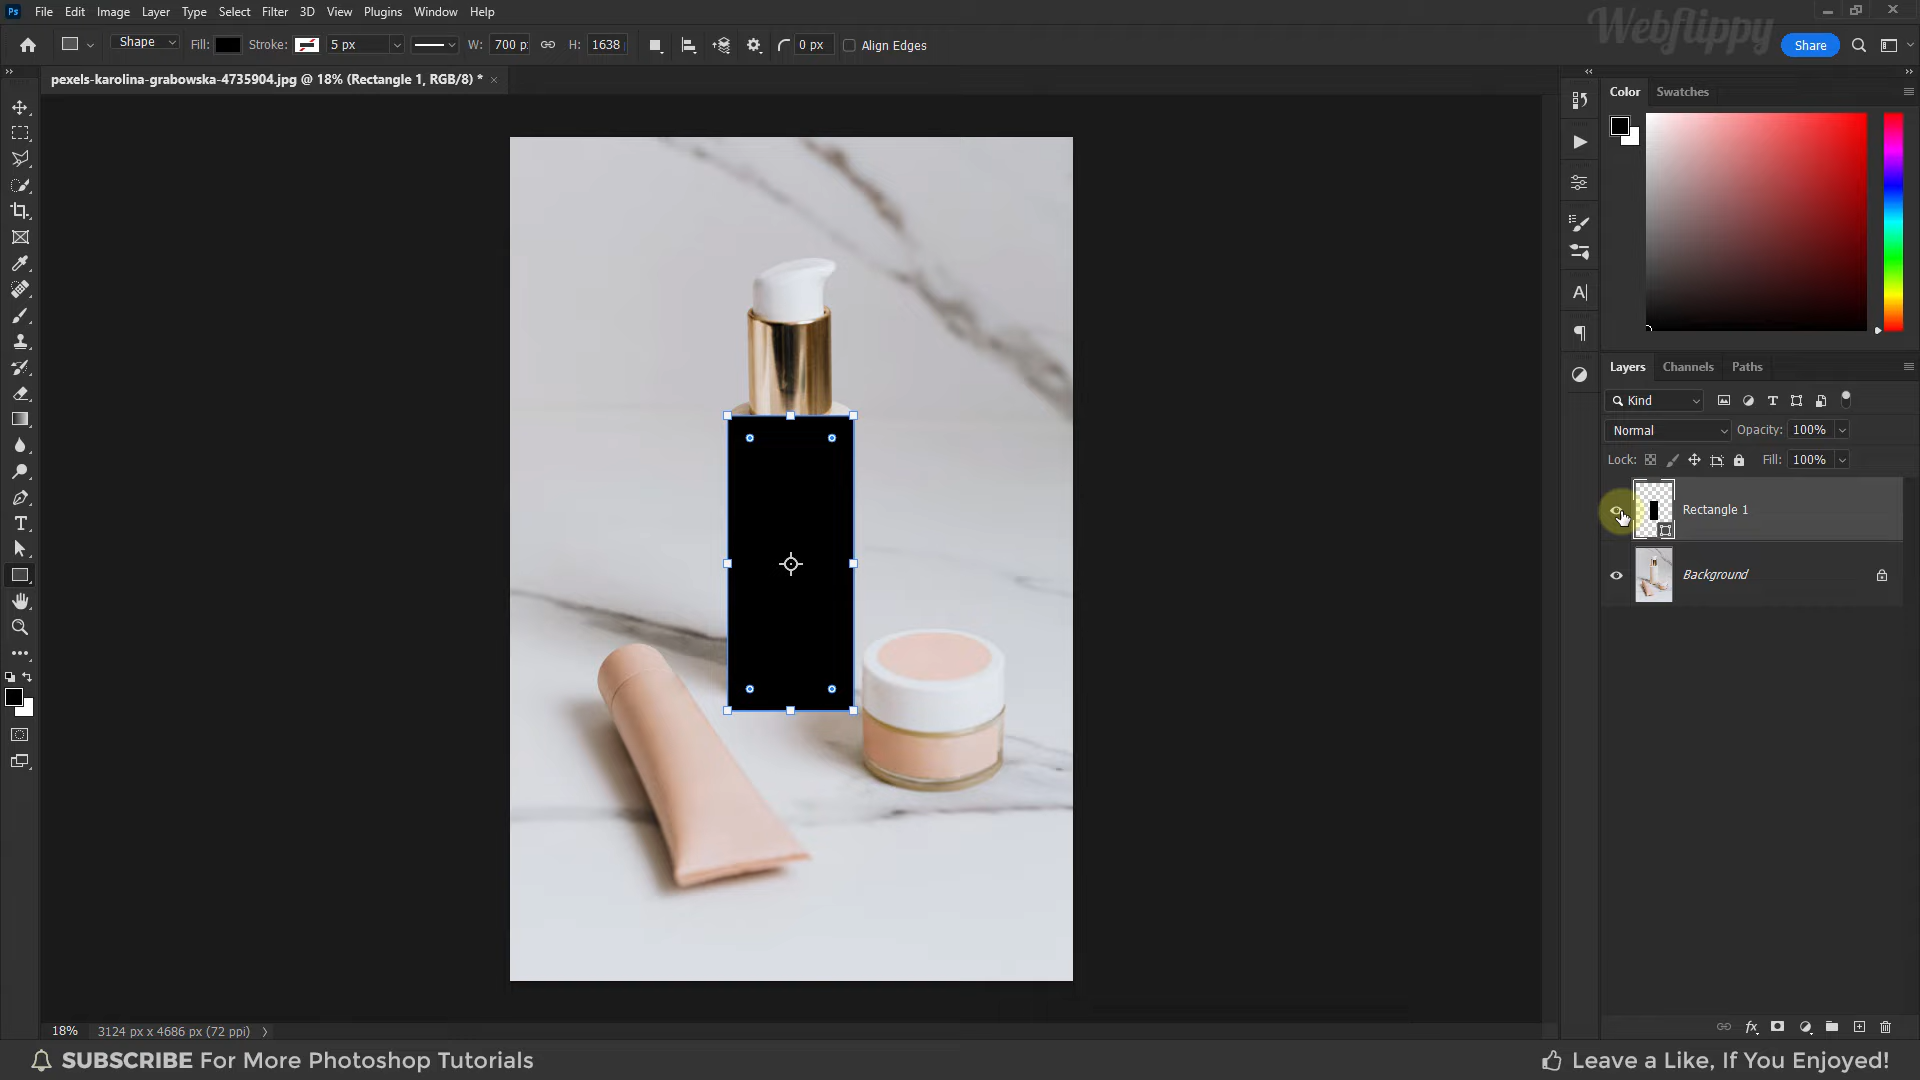 Ps File Edit Image Layer Type Select Filter 3D View Plugins Window Help
Webflippy
Shape Fill: Stroke: 5 px W: 700 p H: 1638 0 px Align Edges Share
pexels-karolina-grabowska-4735904.jpg @ 18% (Rectangle 1, RGB/8) * ×
Color Swatches
Layers Channels Paths
Kind
Normal Opacity: 100%
Lock: Fill: 100%
Rectangle 1
Background
18% 3124 px x 4686 px (72 ppi)
SUBSCRIBE For More Photoshop Tutorials
Leave a Like, If You Enjoyed!